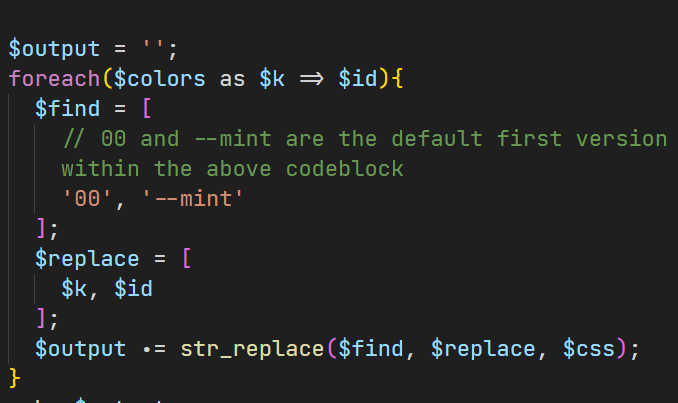 $output = '';
foreach($colors as $k => $id){
$find = [
// 00 and --mint are the default first version
within the above codeblock
'00', '--mint'
];
$replace = [
$k, $id
];
$output .= str_replace($find, $replace, $css);
}